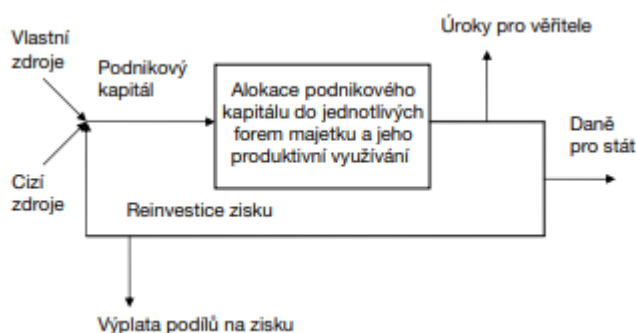 Vlastní
zdroje
Podnikový
kapitál
Alokace podnikového
kapitálu do jednotlivých
forem majetku a jeho
produktivní využívání
Úroky pro věřitele
Daně
pro stát
Cizí
zdroje
Reinvestice zisku
Výplata podílů na zisku